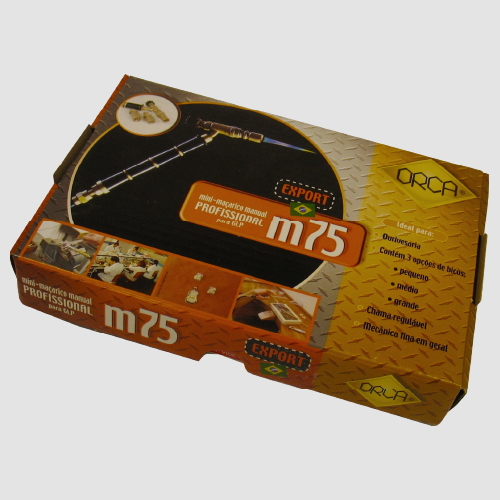 ORCA
EXPORT
mini-maçarico manual
PROFISSIONAL
para GLP
m75
Ideal para:
Ourivesaria
Contém 3 opções de bicos:
• pequeno
• médio
• grande
Chama regulável
Mecânica fina em geral
mini-maçarico manual
PROFISSIONAL
para GLP
m75
EXPORT
ORCA